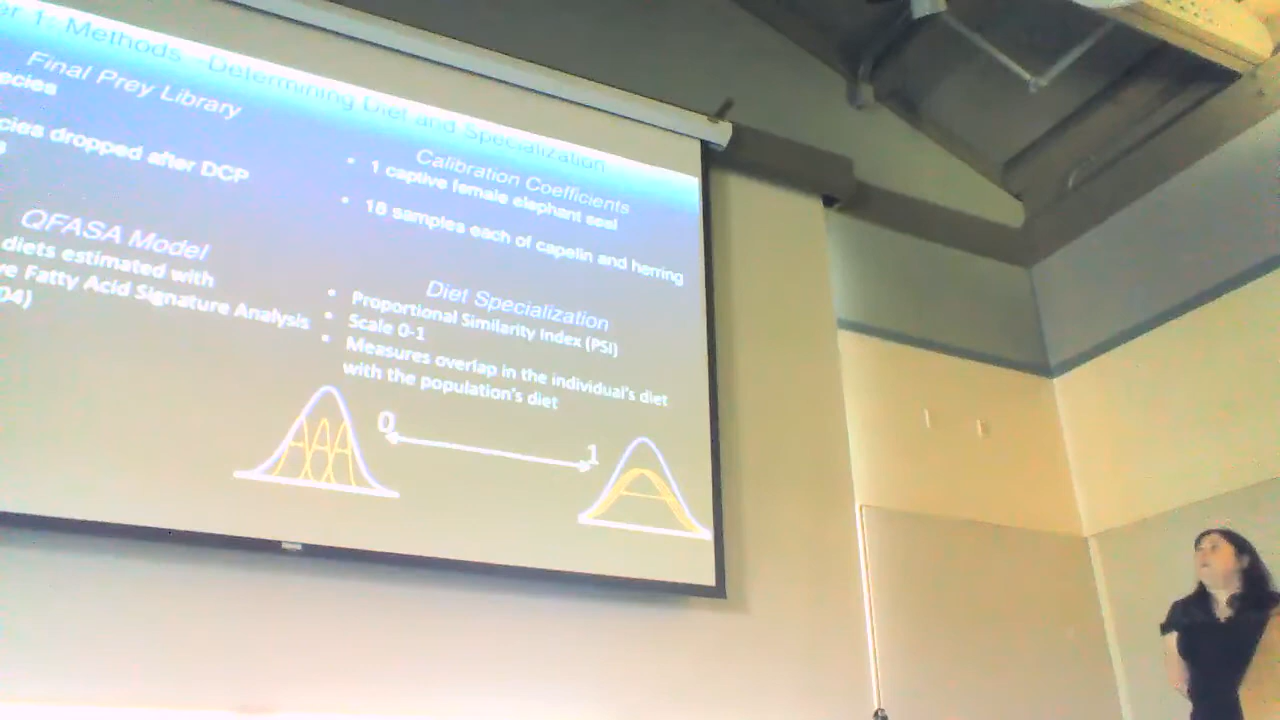 er 1: Methods - Determining Diet and Specialization
Final Prey Library
ecies
cies dropped after DCP
s
QFASA Model
diets estimated with
ve Fatty Acid Signature Analysis
04)
Calibration Coefficients
• 1 captive female elephant seal
• 18 samples each of capelin and herring
Diet Specialization
• Proportional Similarity Index (PSI)
• Scale 0-1
• Measures overlap in the individual's diet
with the population's diet
0
1